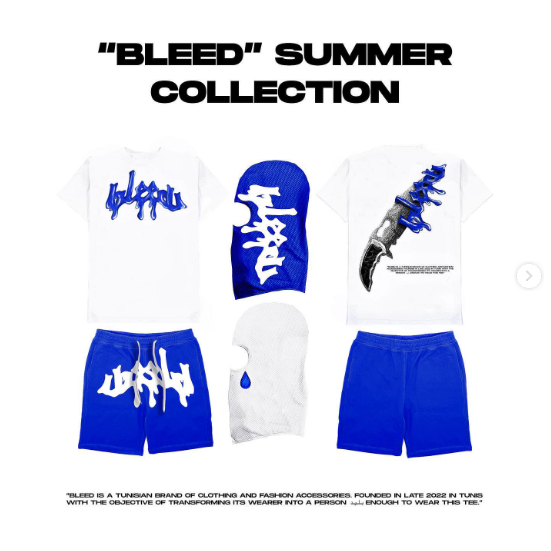 "BLEED" SUMMER
COLLECTION
bleed
bleed
bleed
"BLEED IS A TUNISIAN BRAND OF CLOTHING AND FASHION ACCESSORIES. FOUNDED IN LATE 2022 IN TUNIS
WITH THE OBJECTIVE OF TRANSFORMING ITS WEARER INTO A PERSON ENOUGH TO WEAR THIS TEE."